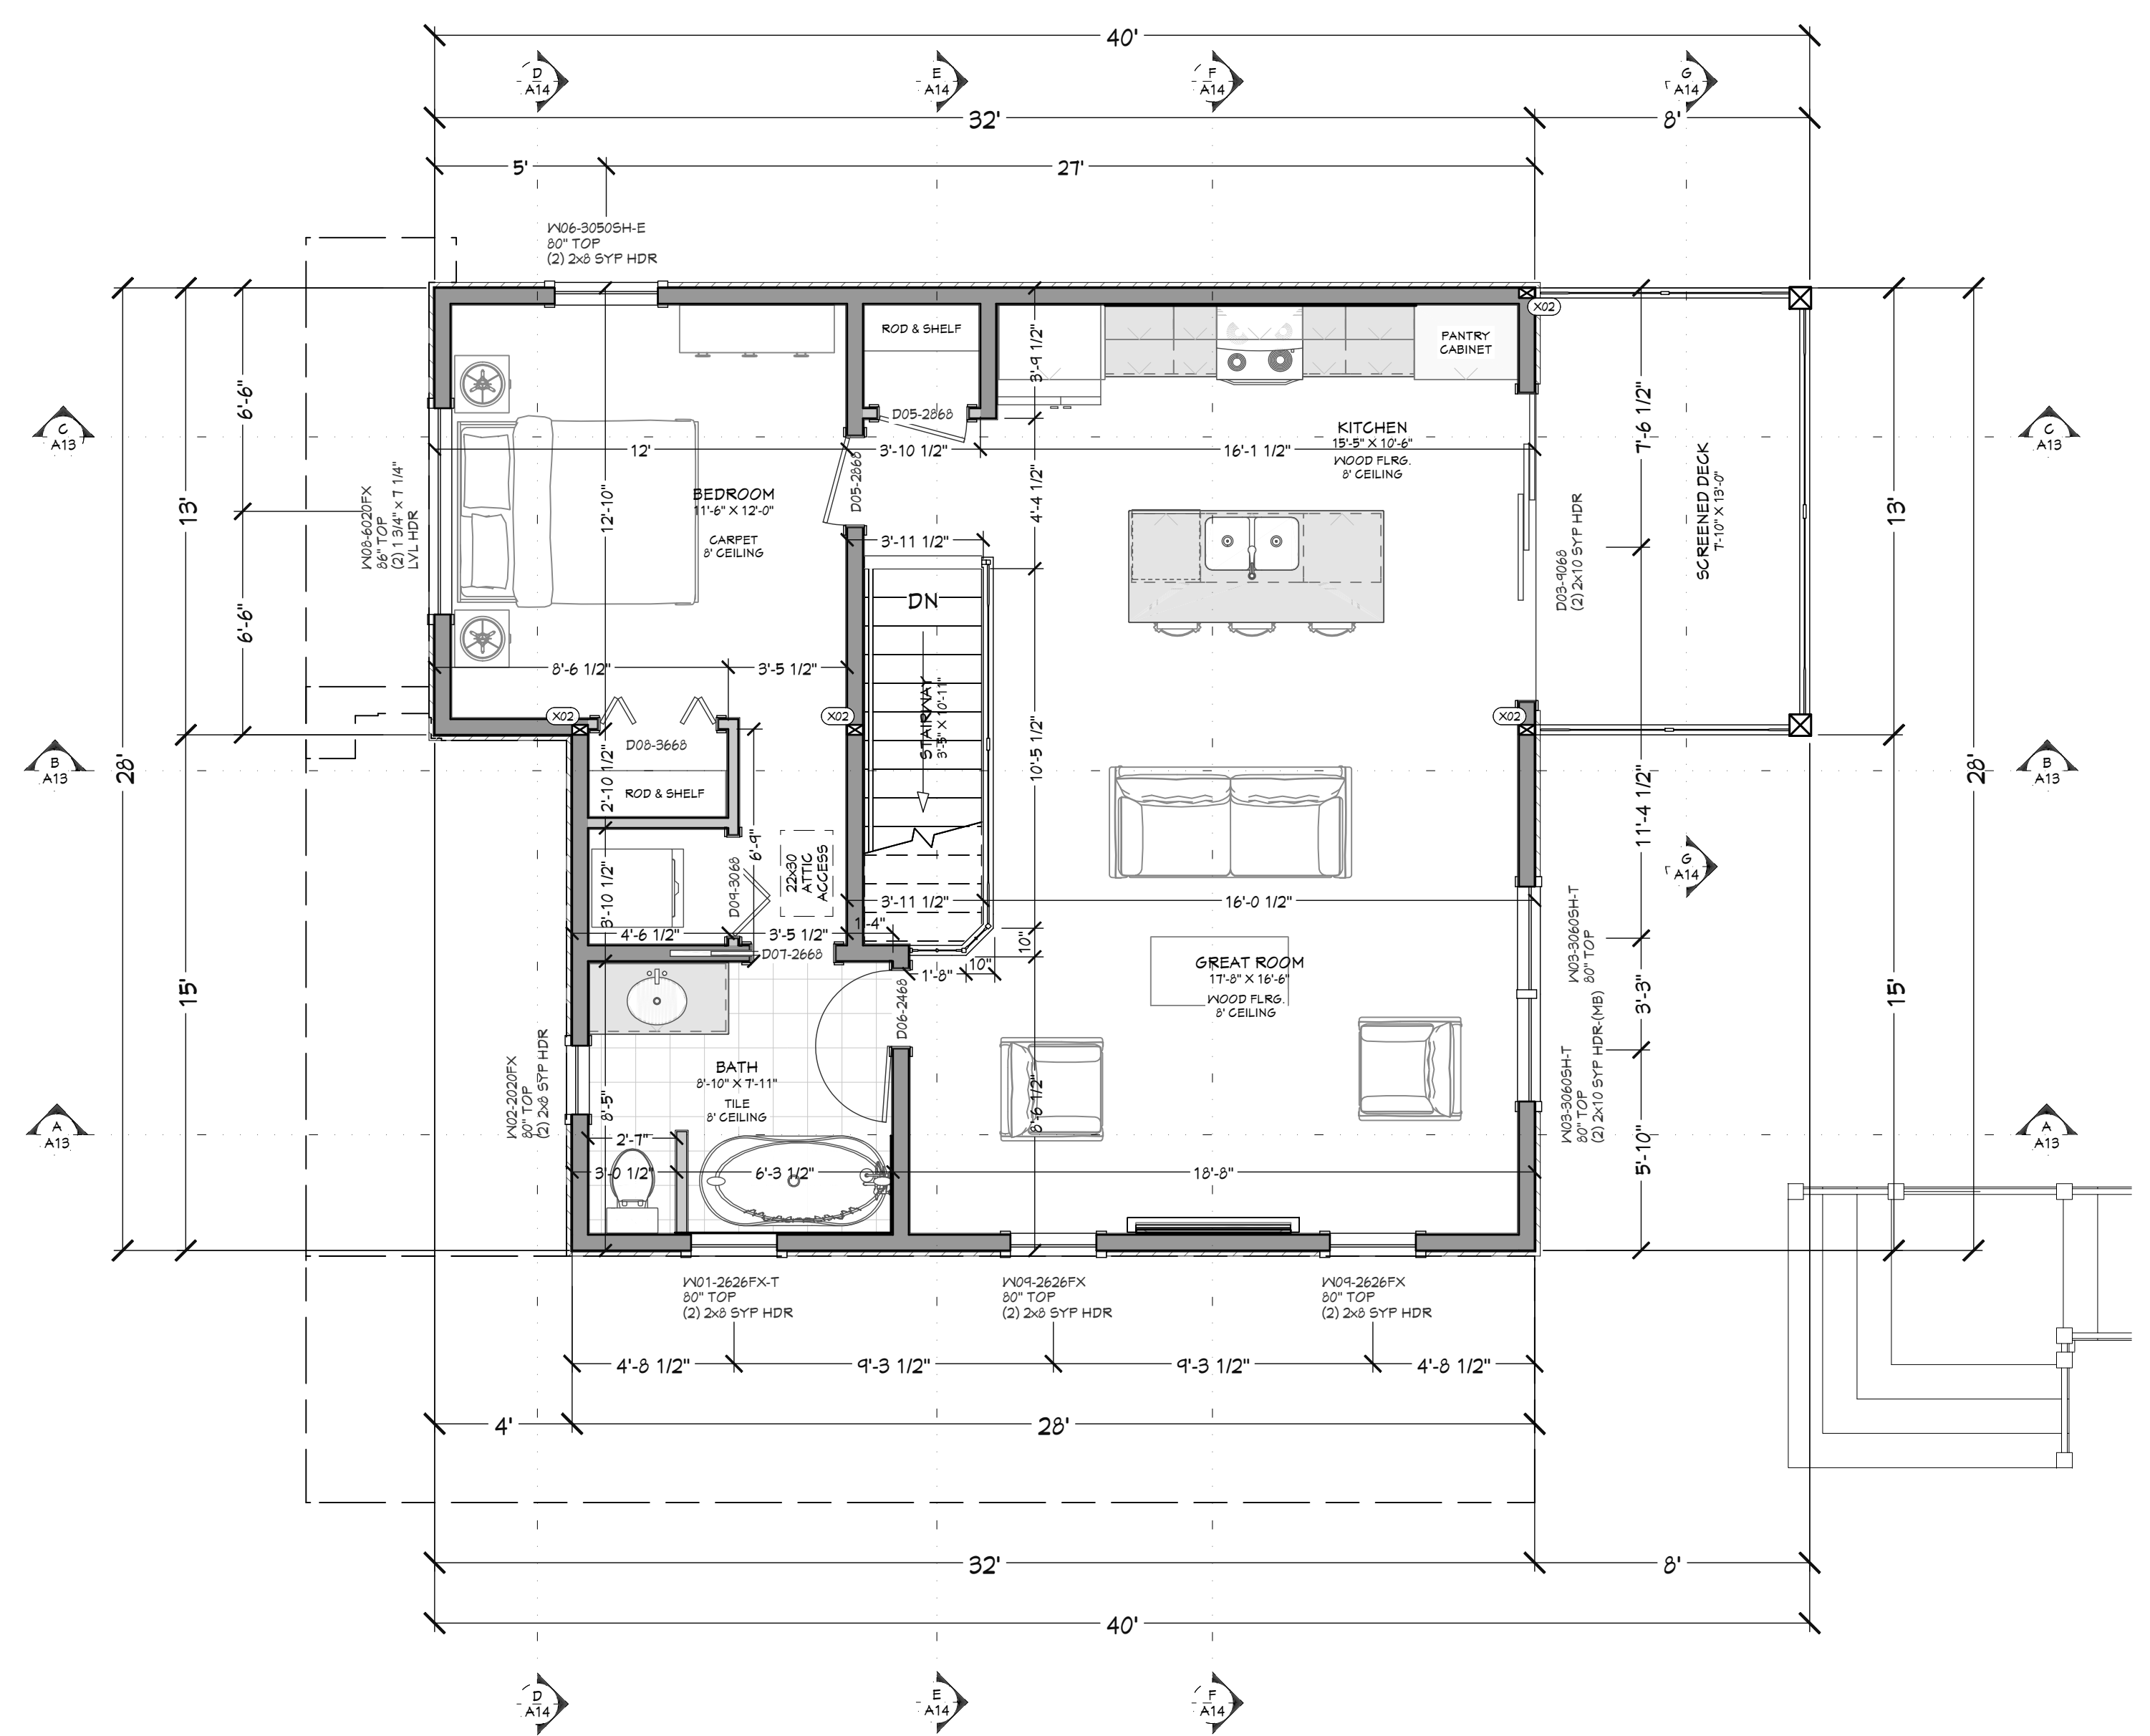 40'
D
A14
E
A14
F
A14
G
A14
32'
8'
5'
27'
W06-3050SH-E
80" TOP
(2) 2x8 SYP HDR
X02
ROD & SHELF
PANTRY
CABINET
3'-9 1/2"
6'-6"
C
A13
C
A13
D05-2868
KITCHEN
15'-5" X 10'-6"
WOOD FLRG.
8' CEILING
12'
3'-10 1/2"
16'-1 1/2"
7'-6 1/2"
D05-2868
4'-4 1/2"
W08-6020FX
86" TOP
(2) 1 3/4" x 7 1/4"
LVL HDR
12'-10"
BEDROOM
11'-6" X 12'-0"
CARPET
8' CEILING
SCREENED DECK
7'-10" X 13'-0"
13'
13'
3'-11 1/2"
D03-9068
(2) 2x10 SYP HDR
DN
6'-6"
8'-6 1/2"
3'-5 1/2"
STAIRWAY
3'-5" X 10'-11"
X02
X02
X02
D08-3668
28'
2'-10 1/2"
10'-5 1/2"
28'
B
A13
B
A13
ROD & SHELF
11'-4 1/2"
6'-9"
22x30
ATTIC
ACCESS
G
A14
D09-3068
3'-10 1/2"
3'-11 1/2"
16'-0 1/2"
1'-4"
4'-6 1/2"
3'-5 1/2"
W03-3060SH-T
80" TOP
10"
D07-2668
GREAT ROOM
17'-8" X 16'-6"
WOOD FLRG.
8' CEILING
1'-8"
10"
15'
15'
3'-3"
D06-2468
W02-2020FX
80" TOP
(2) 2x8 SYP HDR
BATH
8'-10" X 7'-11"
TILE
8' CEILING
8'-5"
8'-6 1/2"
W03-3060SH-T
80" TOP
(2) 2x10 SYP HDR-(MB)
A
A13
A
A13
2'-7"
5'-10"
3'-0 1/2"
6'-3 1/2"
18'-8"
W01-2626FX-T
80" TOP
(2) 2x8 SYP HDR
W09-2626FX
80" TOP
(2) 2x8 SYP HDR
W09-2626FX
80" TOP
(2) 2x8 SYP HDR
4'-8 1/2"
9'-3 1/2"
9'-3 1/2"
4'-8 1/2"
4'
28'
32'
8'
40'
D
A14
E
A14
F
A14